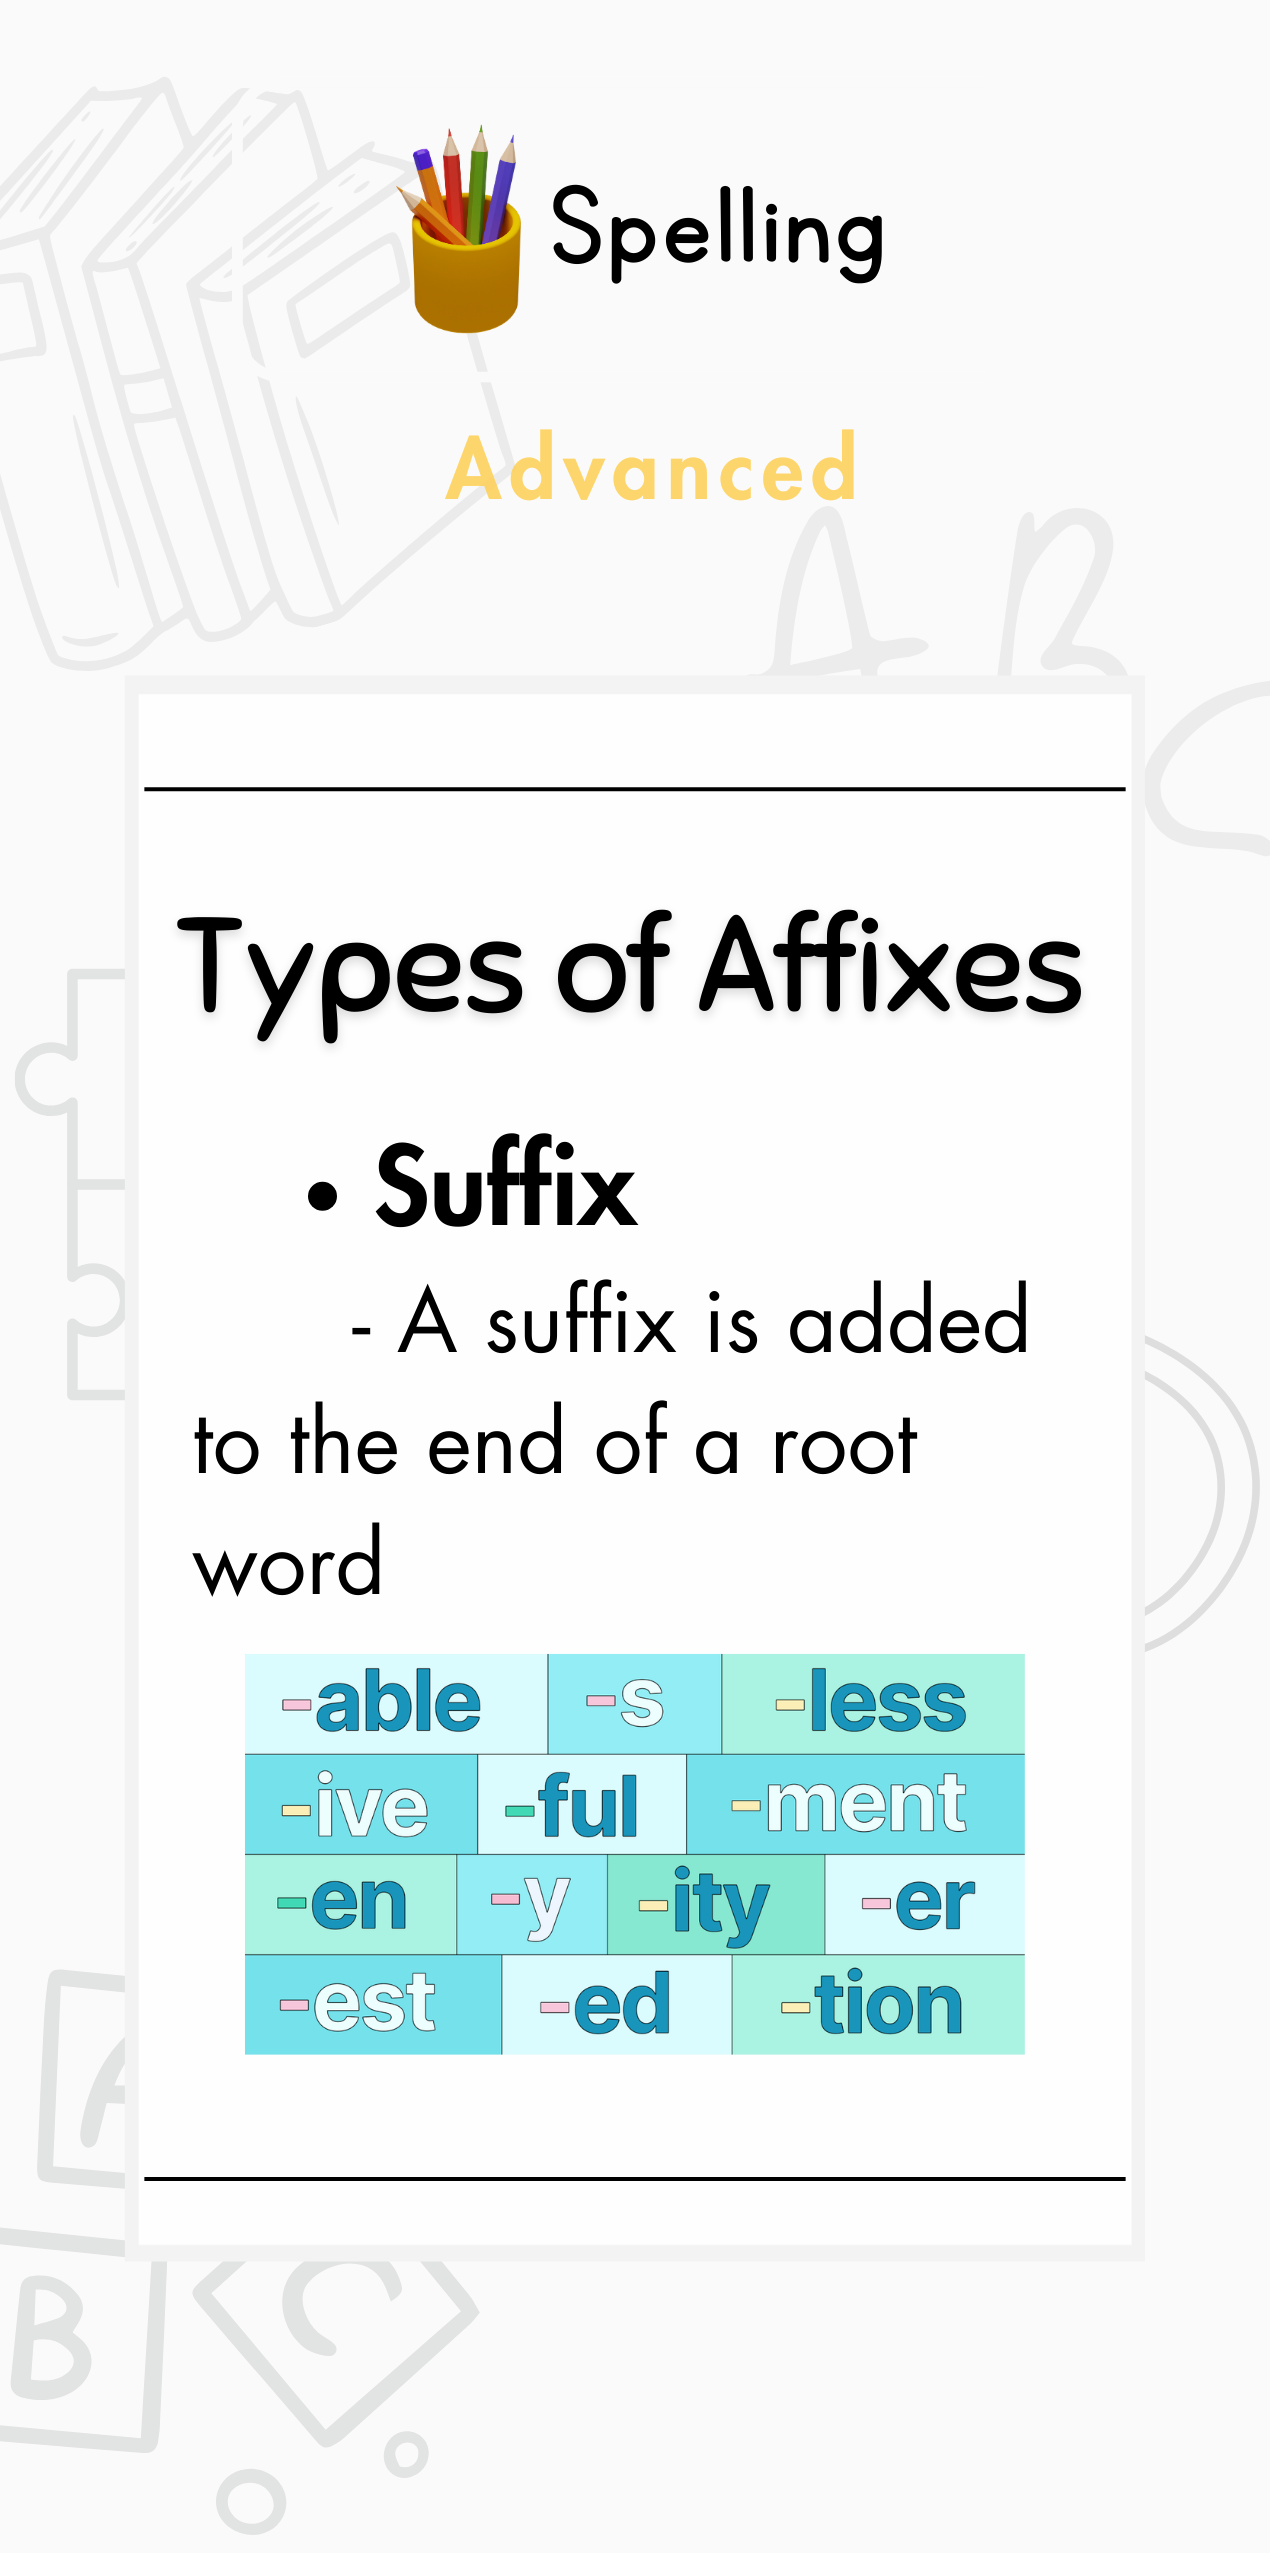 Spelling
Advanced
A B
Types of Affixes
• Suffix
- A suffix is added
to the end of a root
word
-able -s -less
-ive -ful -ment
-en -y -ity -er
-est -ed -tion
A
B C